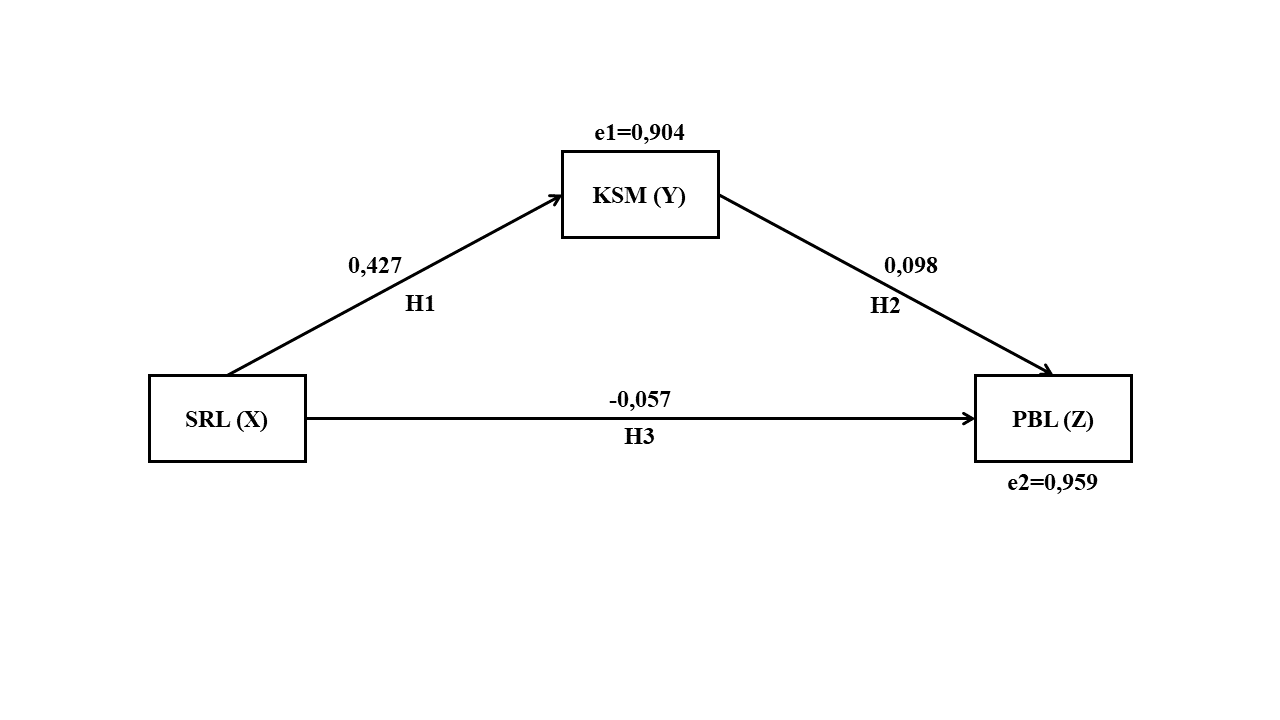 e1=0,904
KSM (Y)
0,427
H1
0,098
H2
SRL (X)
-0,057
H3
PBL (Z)
e2=0,959